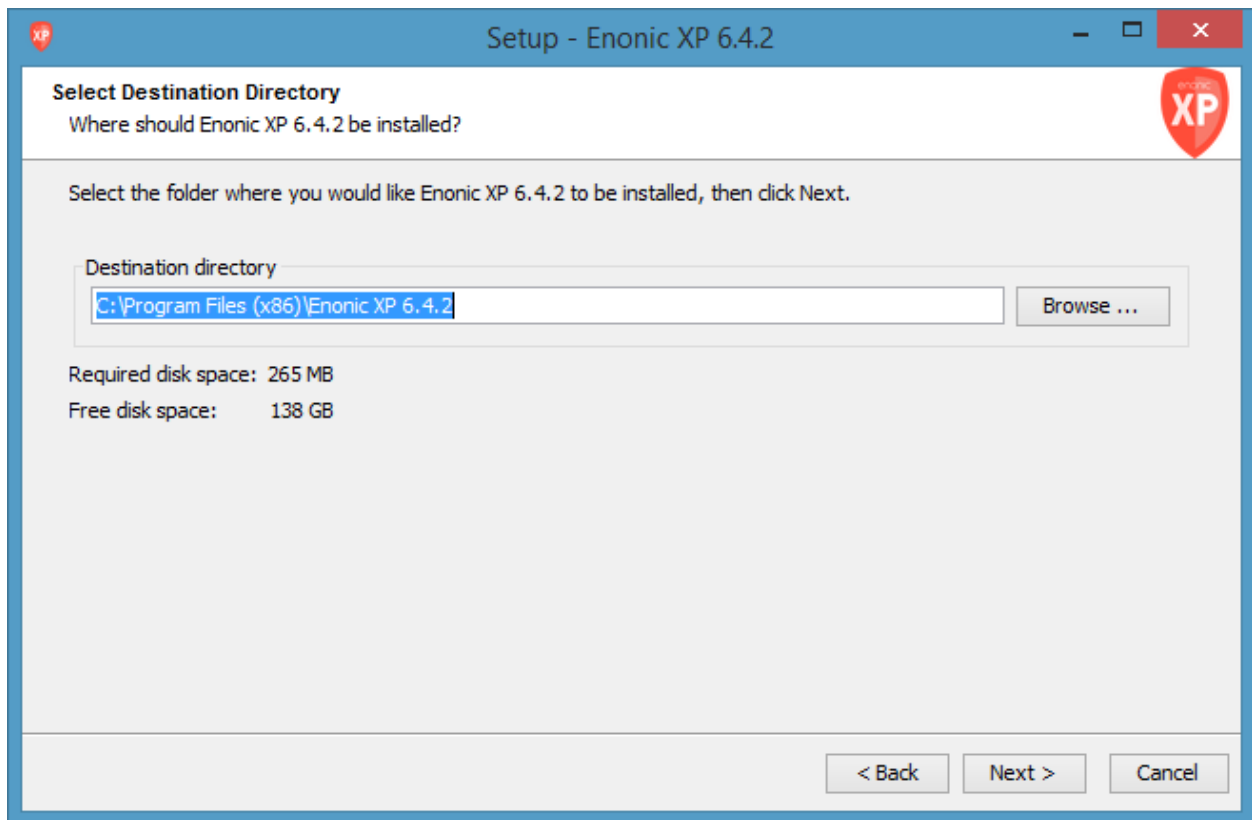 XP
Setup - Enonic XP 6.4.2
Select Destination Directory
Where should Enonic XP 6.4.2 be installed?
enonic
XP
Select the folder where you would like Enonic XP 6.4.2 to be installed, then click Next.
Destination directory
C:\Program Files (x86)\Enonic XP 6.4.2
Browse ...
Required disk space: 265 MB
Free disk space: 138 GB
< Back
Next >
Cancel